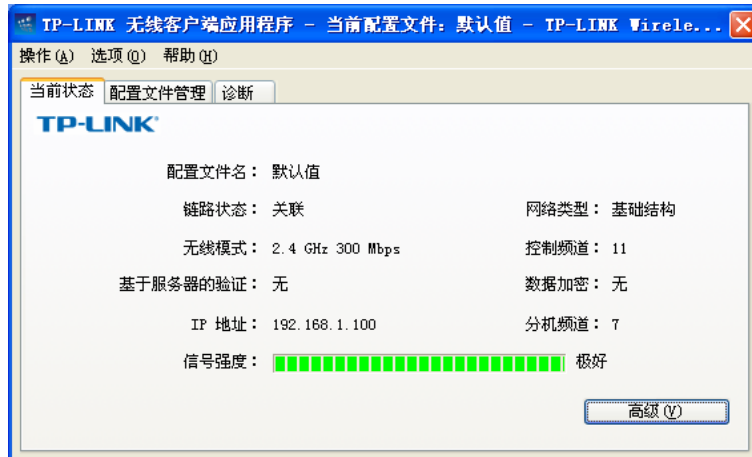 TP-LINK 无线客户端应用程序 - 当前配置文件: 默认值 - TP-LINK Wirele...
操作(A) 选项(O) 帮助(H)
当前状态 配置文件管理 诊断
TP-LINK®
配置文件名: 默认值
链路状态: 关联 网络类型: 基础结构
无线模式: 2.4 GHz 300 Mbps 控制频道: 11
基于服务器的验证: 无 数据加密: 无
IP 地址: 192.168.1.100 分机频道: 7
信号强度: 极好
高级(V)